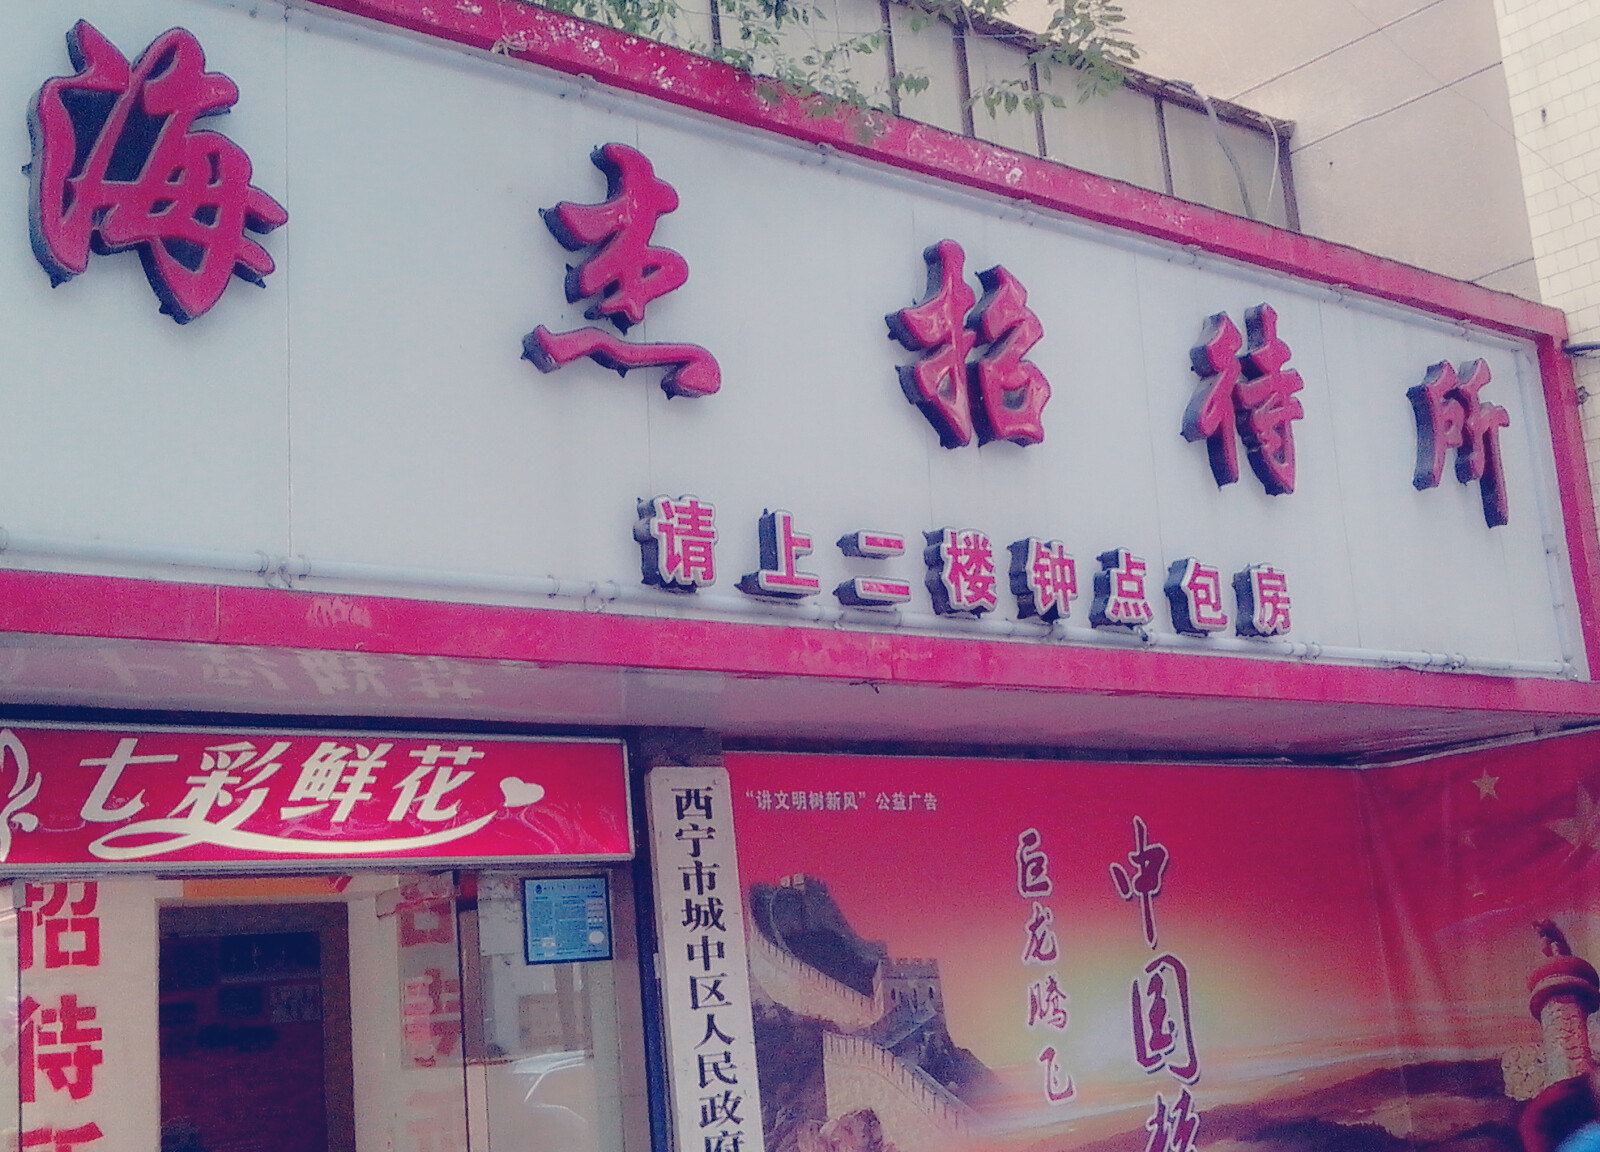 海杰招待所
请上二楼钟点包房
七彩鲜花
招待
西宁市城中区人民政府
“讲文明树新风”公益广告
中国
巨龙腾飞